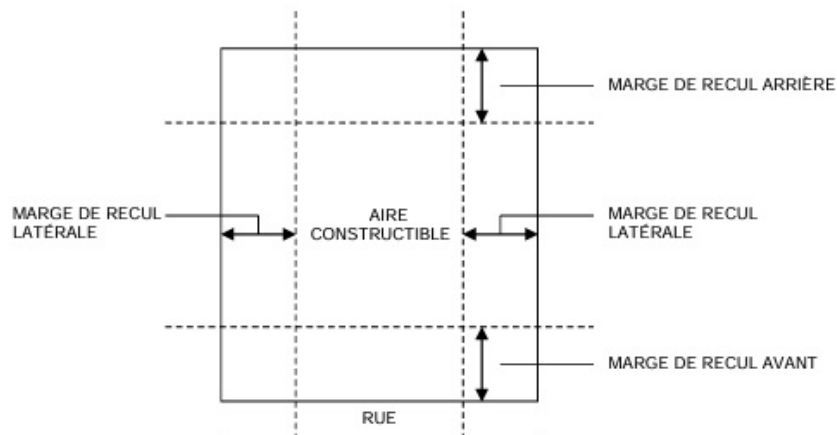 MARGE DE RECUL ARRIÈRE
MARGE DE RECUL
LATÉRALE
AIRE
CONSTRUCTIBLE
MARGE DE RECUL
LATÉRALE
MARGE DE RECUL AVANT
RUE